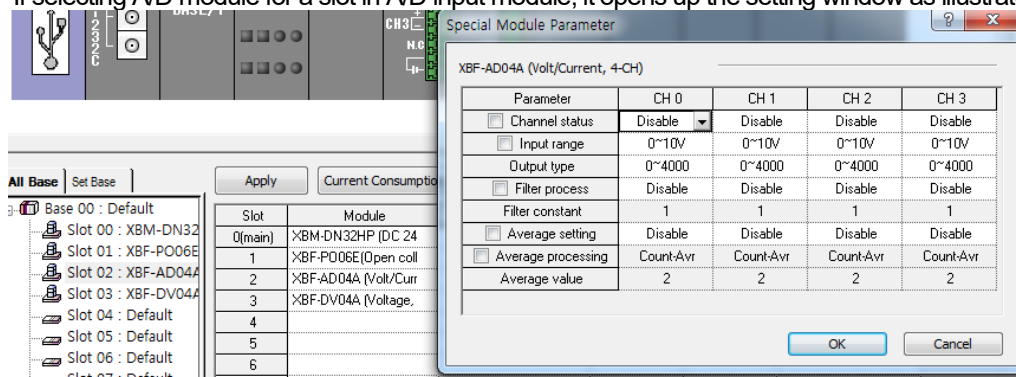 If selecting A/D module for a slot in A/D input module, it opens up the setting window as illustrat
CH3
N.C
Special Module Parameter
XBF-AD04A (Volt/Current, 4-CH)
Parameter CH 0 CH 1 CH 2 CH 3
Channel status Disable Disable Disable Disable
Input range 0~10V 0~10V 0~10V 0~10V
Output type 0~4000 0~4000 0~4000 0~4000
Filter process Disable Disable Disable Disable
Filter constant 1 1 1 1
Average setting Disable Disable Disable Disable
Average processing Count-Avr Count-Avr Count-Avr Count-Avr
Average value 2 2 2 2
OK Cancel
All Base Set Base
Apply Current Consumptio
Base 00 : Default
Slot 00 : XBM-DN32
Slot 01 : XBF-PO06E
Slot 02 : XBF-AD04A
Slot 03 : XBF-DV04A
Slot 04 : Default
Slot 05 : Default
Slot 06 : Default
Slot Module
0(main) XBM-DN32HP (DC 24
1 XBF-PO06E(Open coll
2 XBF-AD04A (Volt/Curr
3 XBF-DV04A (Voltage,
4
5
6